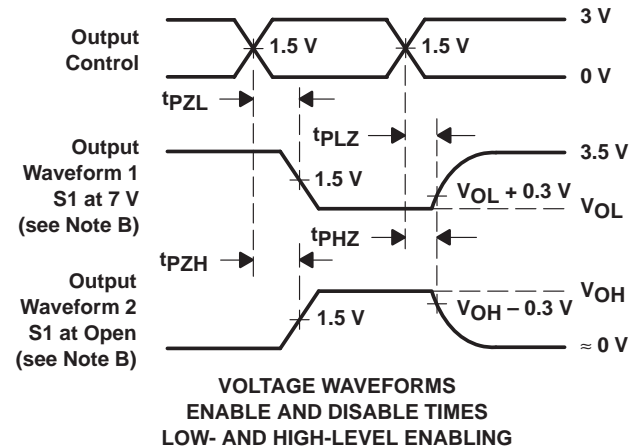 Output
Control
1.5 V
1.5 V
3 V
0 V
tPZL
tPLZ
Output
Waveform 1
S1 at 7 V
(see Note B)
1.5 V
3.5 V
VOL + 0.3 V
VOL
tPZH
tPHZ
Output
Waveform 2
S1 at Open
(see Note B)
1.5 V
VOH
VOH – 0.3 V
≈ 0 V
VOLTAGE WAVEFORMS
ENABLE AND DISABLE TIMES
LOW- AND HIGH-LEVEL ENABLING